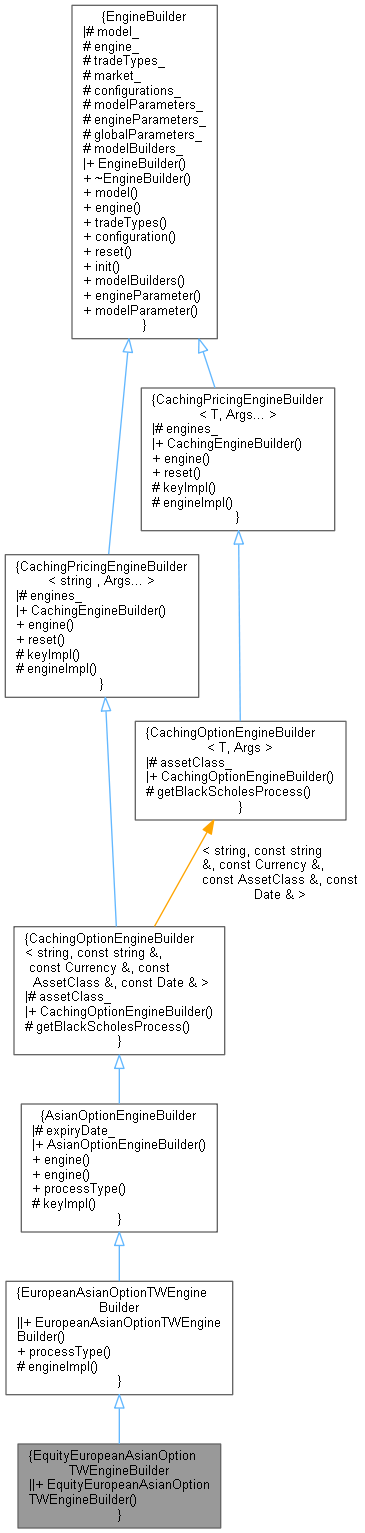 {EngineBuilder
|# model_
# engine_
# tradeTypes_
# market_
# configurations_
# modelParameters_
# engineParameters_
# globalParameters_
# modelBuilders_
|+ EngineBuilder()
+ ~EngineBuilder()
+ model()
+ engine()
+ tradeTypes()
+ configuration()
+ reset()
+ init()
+ modelBuilders()
+ engineParameter()
+ modelParameter()
}
{CachingPricingEngineBuilder
< T, Args... >
|# engines_
|+ CachingEngineBuilder()
+ engine()
+ reset()
# keyImpl()
# engineImpl()
}
{CachingPricingEngineBuilder
< string , Args... >
|# engines_
|+ CachingEngineBuilder()
+ engine()
+ reset()
# keyImpl()
# engineImpl()
}
{CachingOptionEngineBuilder
< T, Args >
|# assetClass_
|+ CachingOptionEngineBuilder()
# getBlackScholesProcess()
}
< string, const string
&, const Currency &,
const AssetClass &, const
Date & >
{CachingOptionEngineBuilder
< string, const string &,
const Currency &, const
AssetClass &, const Date & >
|# assetClass_
|+ CachingOptionEngineBuilder()
# getBlackScholesProcess()
}
{AsianOptionEngineBuilder
|# expiryDate_
|+ AsianOptionEngineBuilder()
+ engine()
+ engine()
+ processType()
# keyImpl()
}
{EuropeanAsianOptionTWEngine
Builder
||+ EuropeanAsianOptionTWEngine
Builder()
+ processType()
# engineImpl()
}
{EquityEuropeanAsianOption
TWEngineBuilder
||+ EquityEuropeanAsianOption
TWEngineBuilder()
}